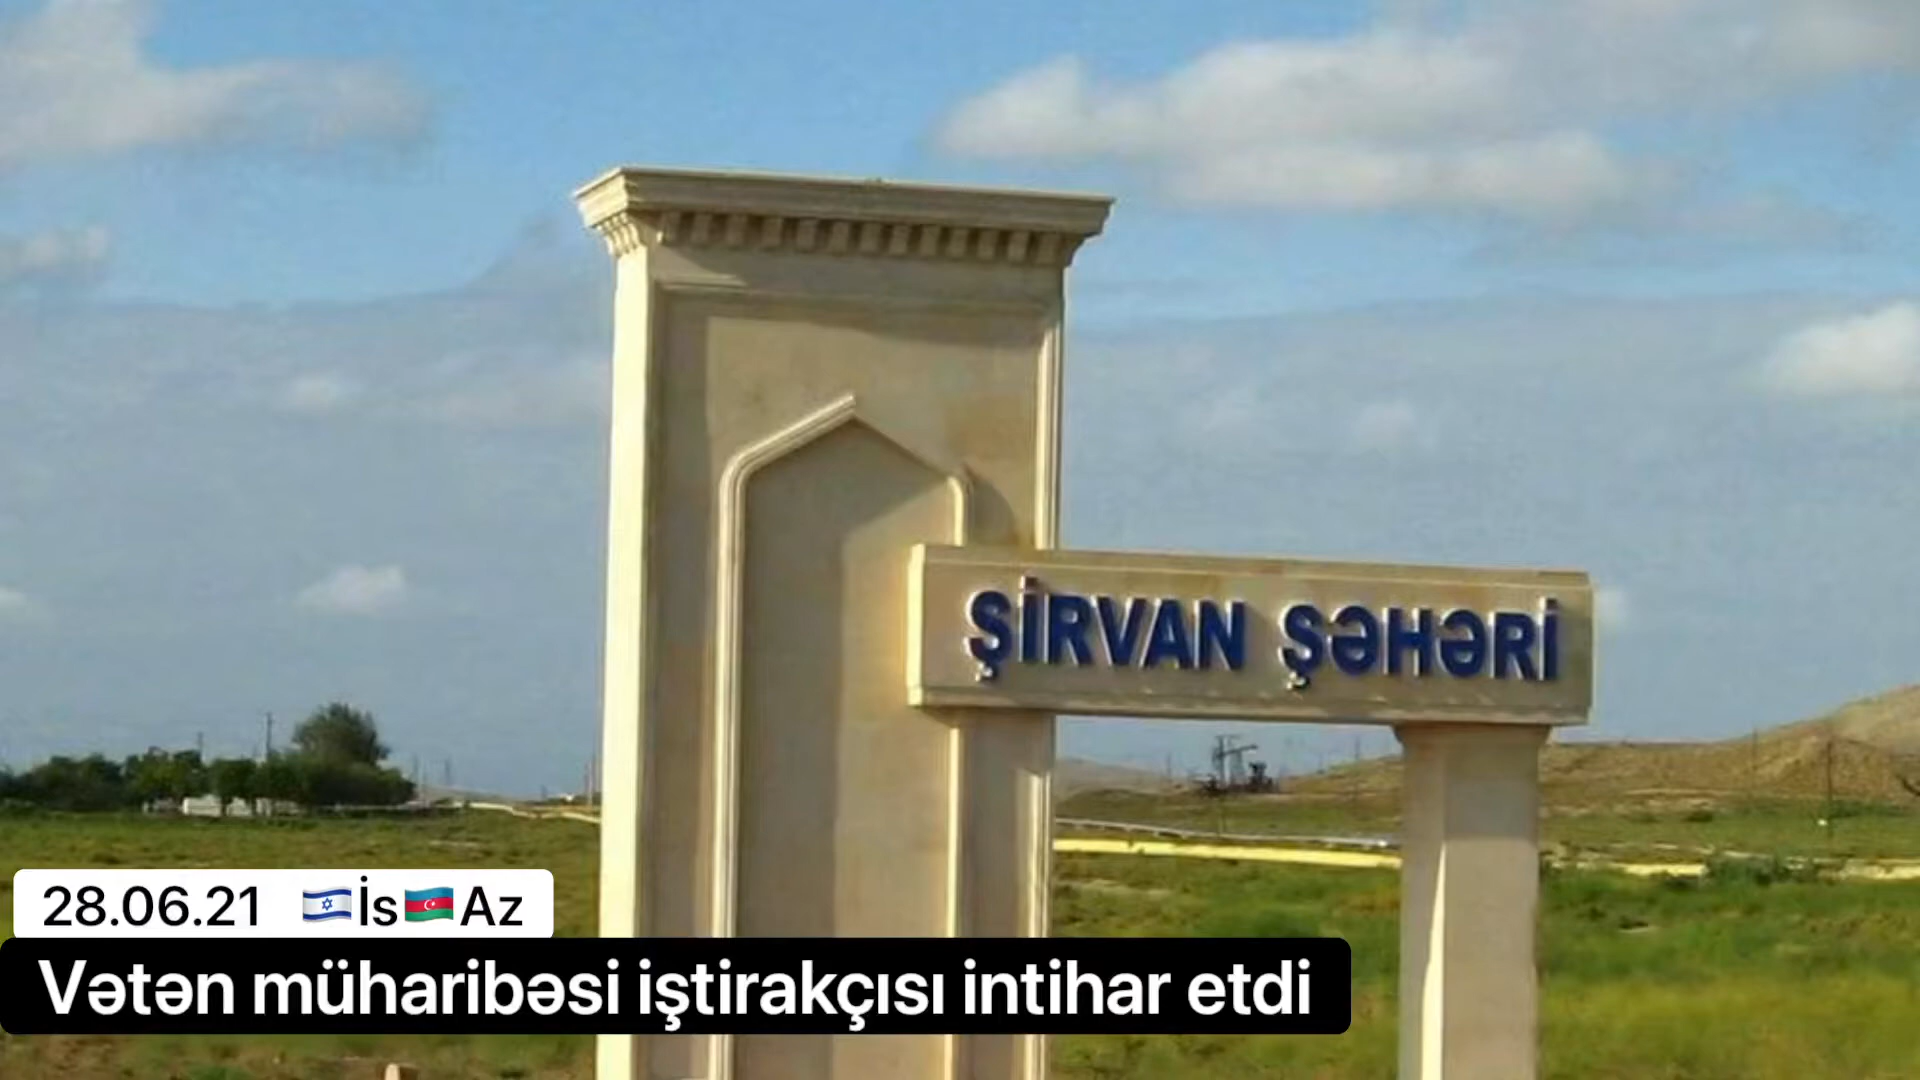 ŞİRVAN ŞƏHƏRİ
28.06.21 🇮🇱İs🇦🇿Az
Vətən müharibəsi iştirakçısı intihar etdi